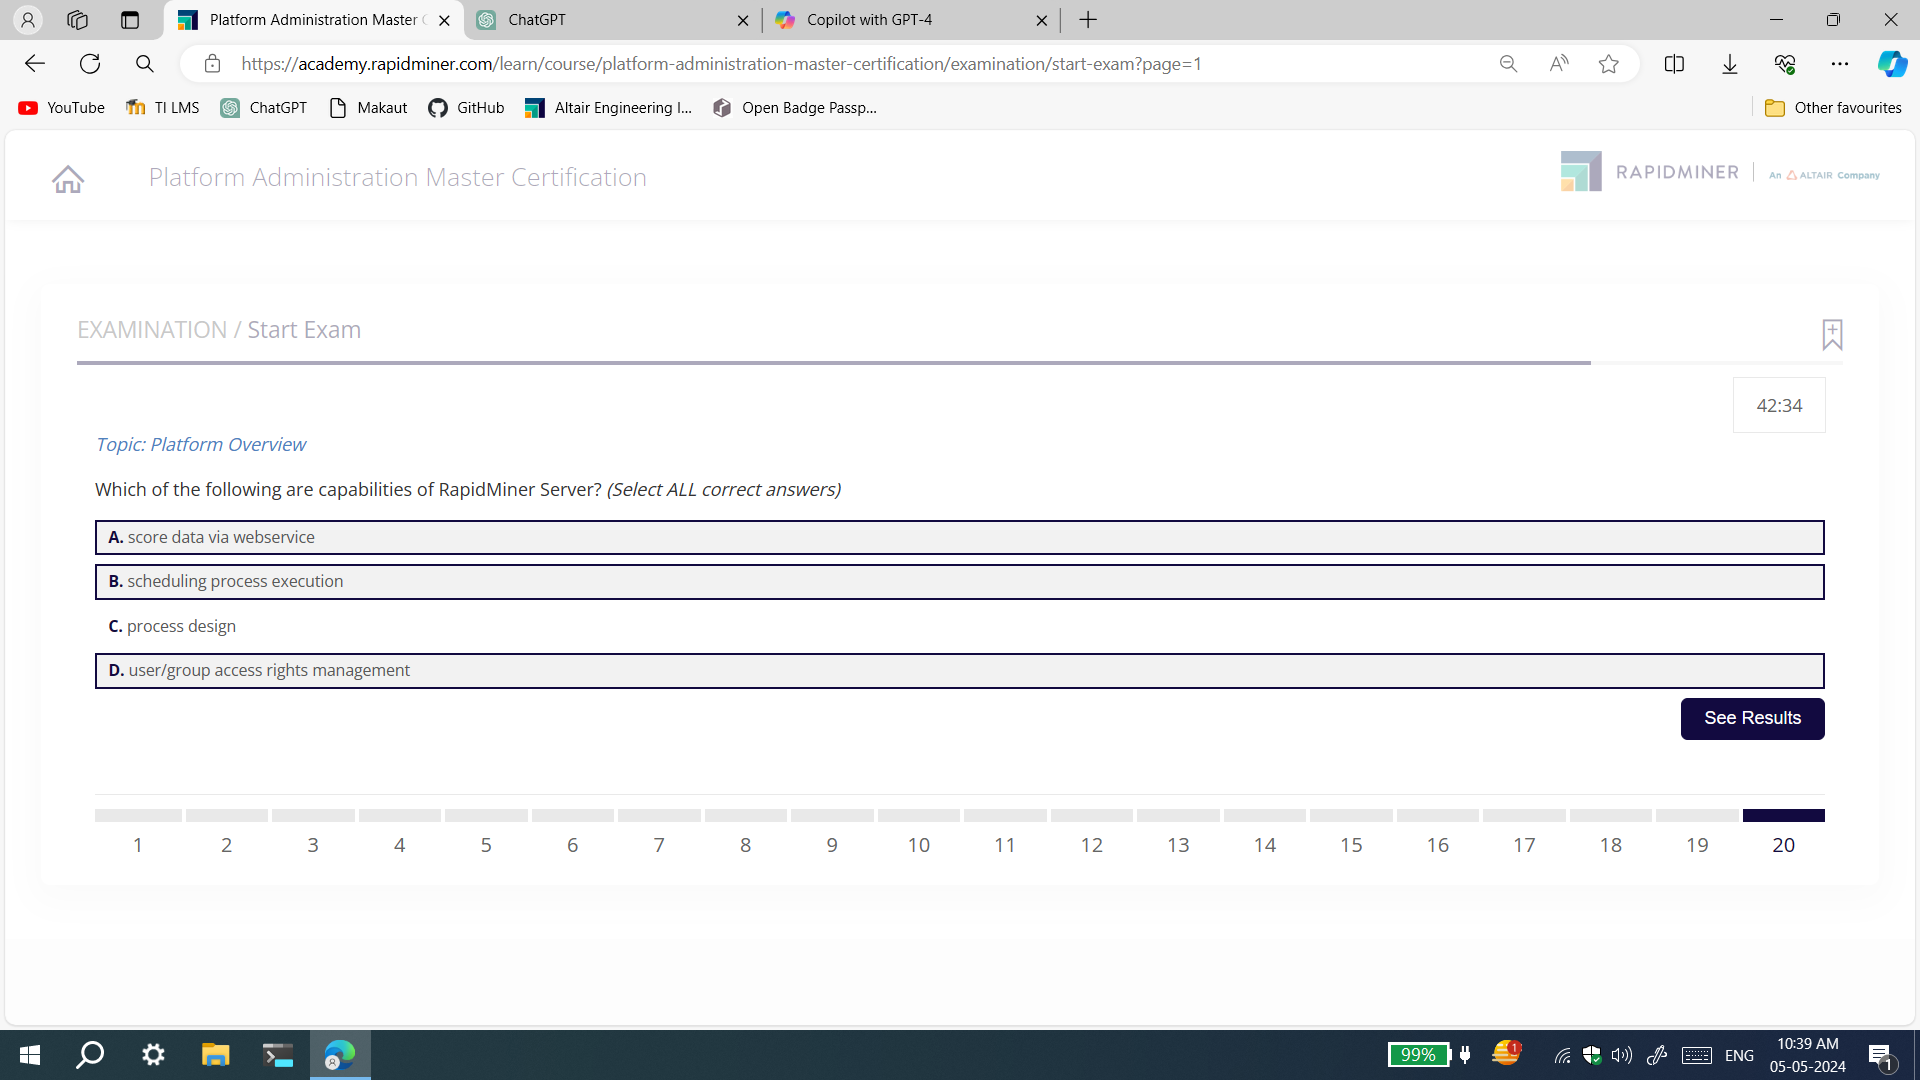 Platform Administration Master C
ChatGPT
Copilot with GPT-4
https://academy.rapidminer.com/learn/course/platform-administration-master-certification/examination/start-exam?page=1
YouTube
TI LMS
ChatGPT
Makaut
GitHub
Altair Engineering I...
Open Badge Passp...
Other favourites
Platform Administration Master Certification
RAPIDMINER
An ALTAIR Company
EXAMINATION / Start Exam
42:34
Topic: Platform Overview
Which of the following are capabilities of RapidMiner Server? (Select ALL correct answers)
A. score data via webservice
B. scheduling process execution
C. process design
D. user/group access rights management
See Results
1 2 3 4 5 6 7 8 9 10 11 12 13 14 15 16 17 18 19 20
99%
1
ENG
10:39 AM
05-05-2024
1